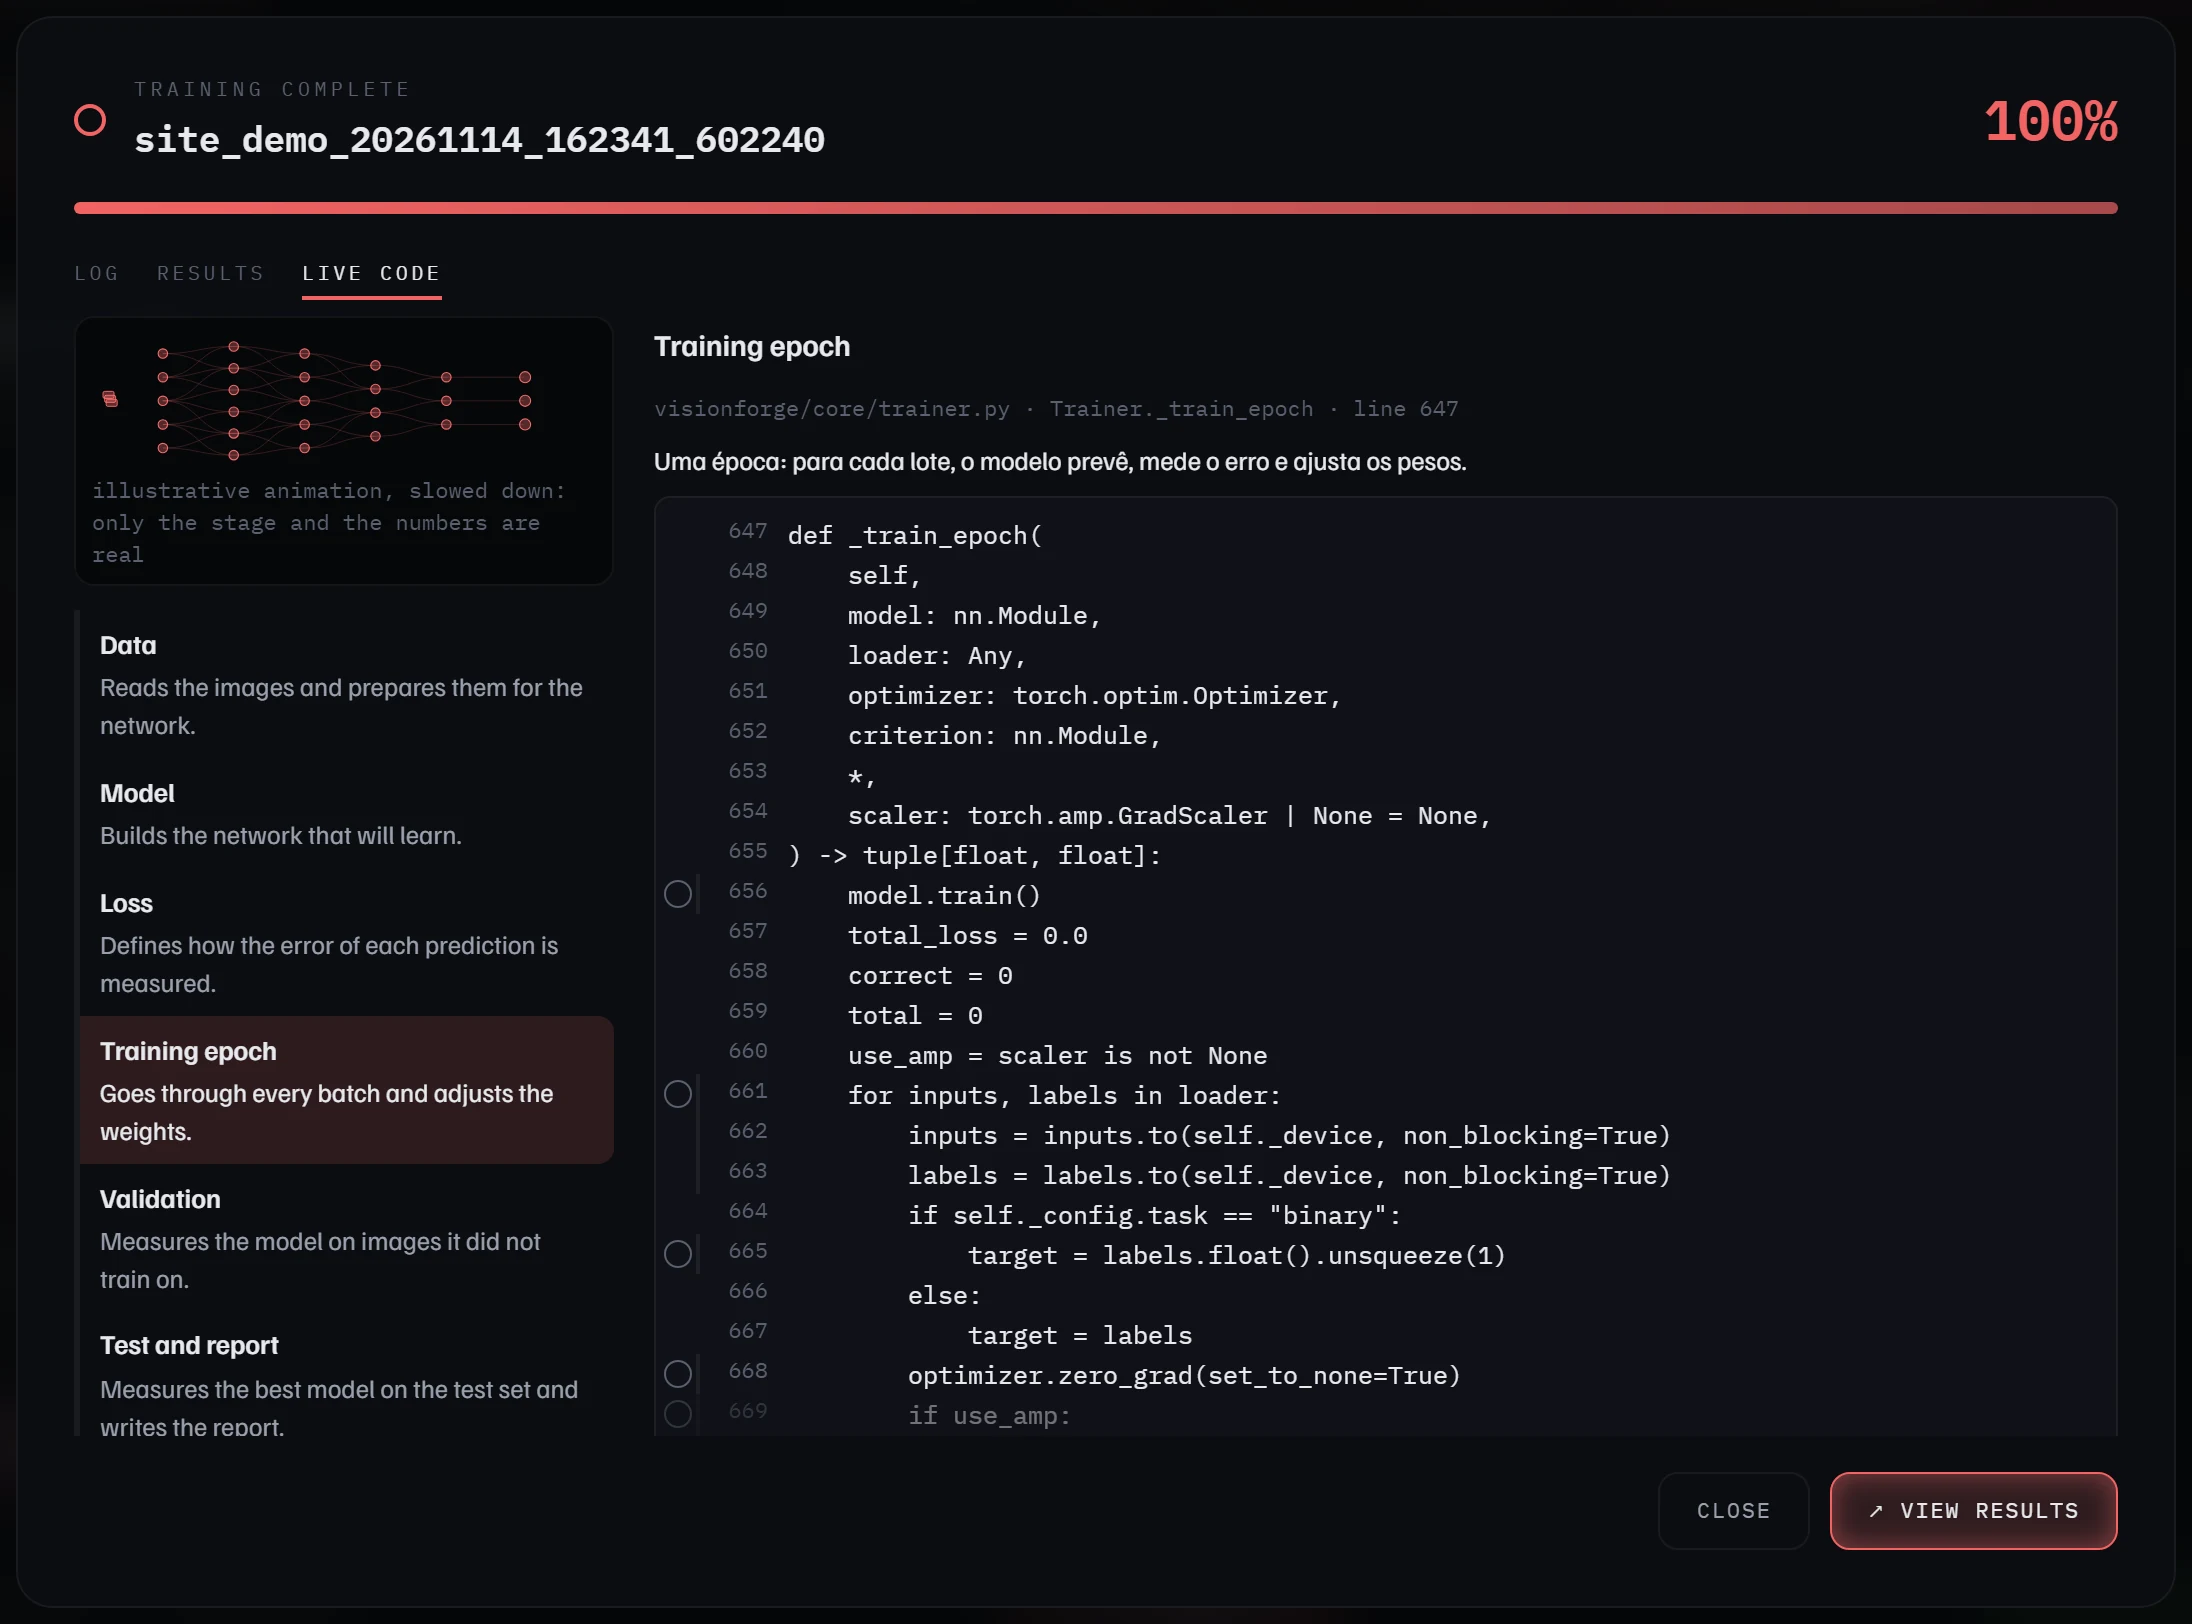 TRAINING COMPLETE
site_demo_20261114_162341_602240
100%
LOG RESULTS LIVE CODE
illustrative animation, slowed down:
only the stage and the numbers are
real
Data
Reads the images and prepares them for the
network.
Model
Builds the network that will learn.
Loss
Defines how the error of each prediction is
measured.
Training epoch
Goes through every batch and adjusts the
weights.
Validation
Measures the model on images it did not
train on.
Test and report
Measures the best model on the test set and
writes the report.
Training epoch
visionforge/core/trainer.py · Trainer._train_epoch · line 647
Uma época: para cada lote, o modelo prevê, mede o erro e ajusta os pesos.
647 def _train_epoch(
648     self,
649     model: nn.Module,
650     loader: Any,
651     optimizer: torch.optim.Optimizer,
652     criterion: nn.Module,
653     *,
654     scaler: torch.amp.GradScaler | None = None,
655 ) -> tuple[float, float]:
656     model.train()
657     total_loss = 0.0
658     correct = 0
659     total = 0
660     use_amp = scaler is not None
661     for inputs, labels in loader:
662         inputs = inputs.to(self._device, non_blocking=True)
663         labels = labels.to(self._device, non_blocking=True)
664         if self._config.task == "binary":
665             target = labels.float().unsqueeze(1)
666         else:
667             target = labels
668         optimizer.zero_grad(set_to_none=True)
669         if use_amp:
CLOSE
↗ VIEW RESULTS